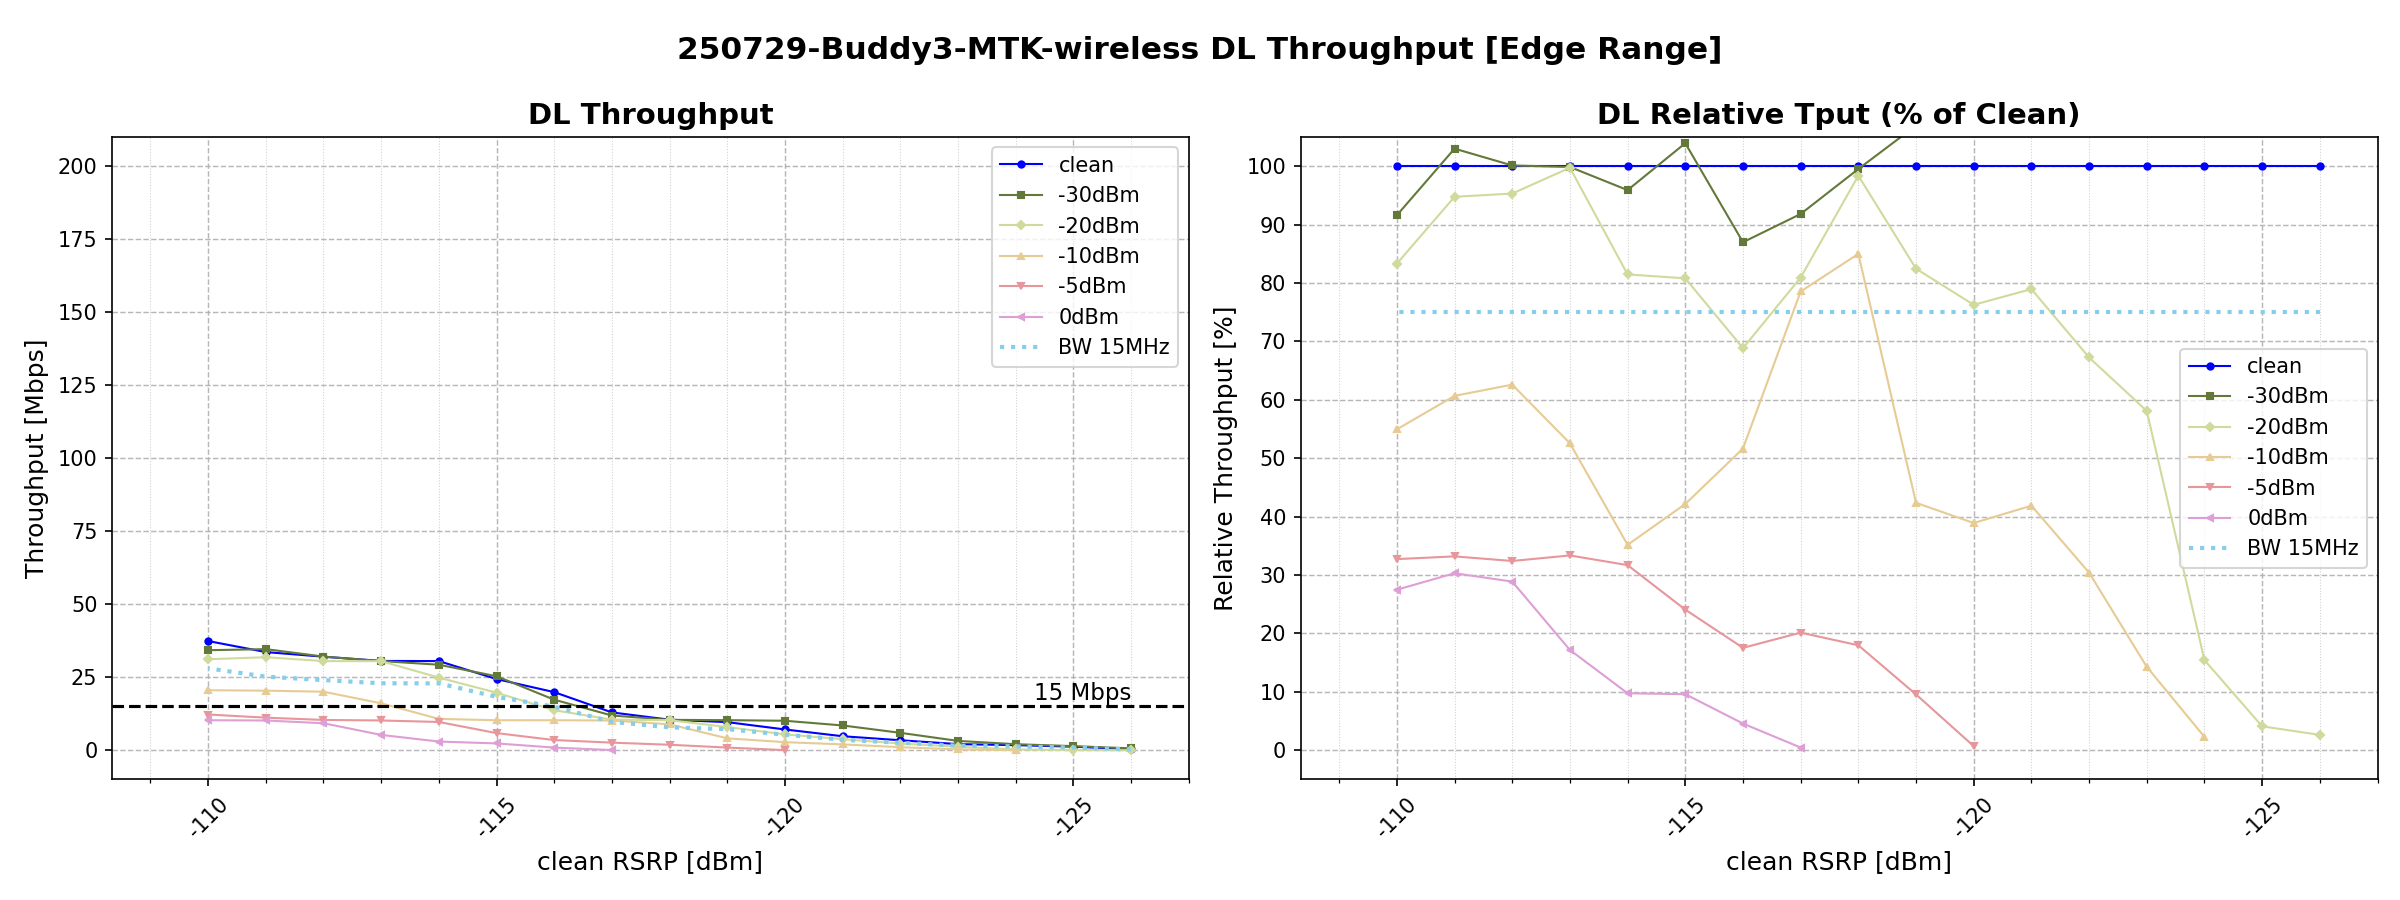 250729-Buddy3-MTK-wireless DL Throughput [Edge Range]
DL Throughput
Throughput [Mbps]
200
175
150
125
100
75
50
25
0
clean
-30dBm
-20dBm
-10dBm
-5dBm
0dBm
BW 15MHz
15 Mbps
-110
-115
-120
-125
clean RSRP [dBm]
DL Relative Tput (% of Clean)
Relative Throughput [%]
100
90
80
70
60
50
40
30
20
10
0
clean
-30dBm
-20dBm
-10dBm
-5dBm
0dBm
BW 15MHz
-110
-115
-120
-125
clean RSRP [dBm]